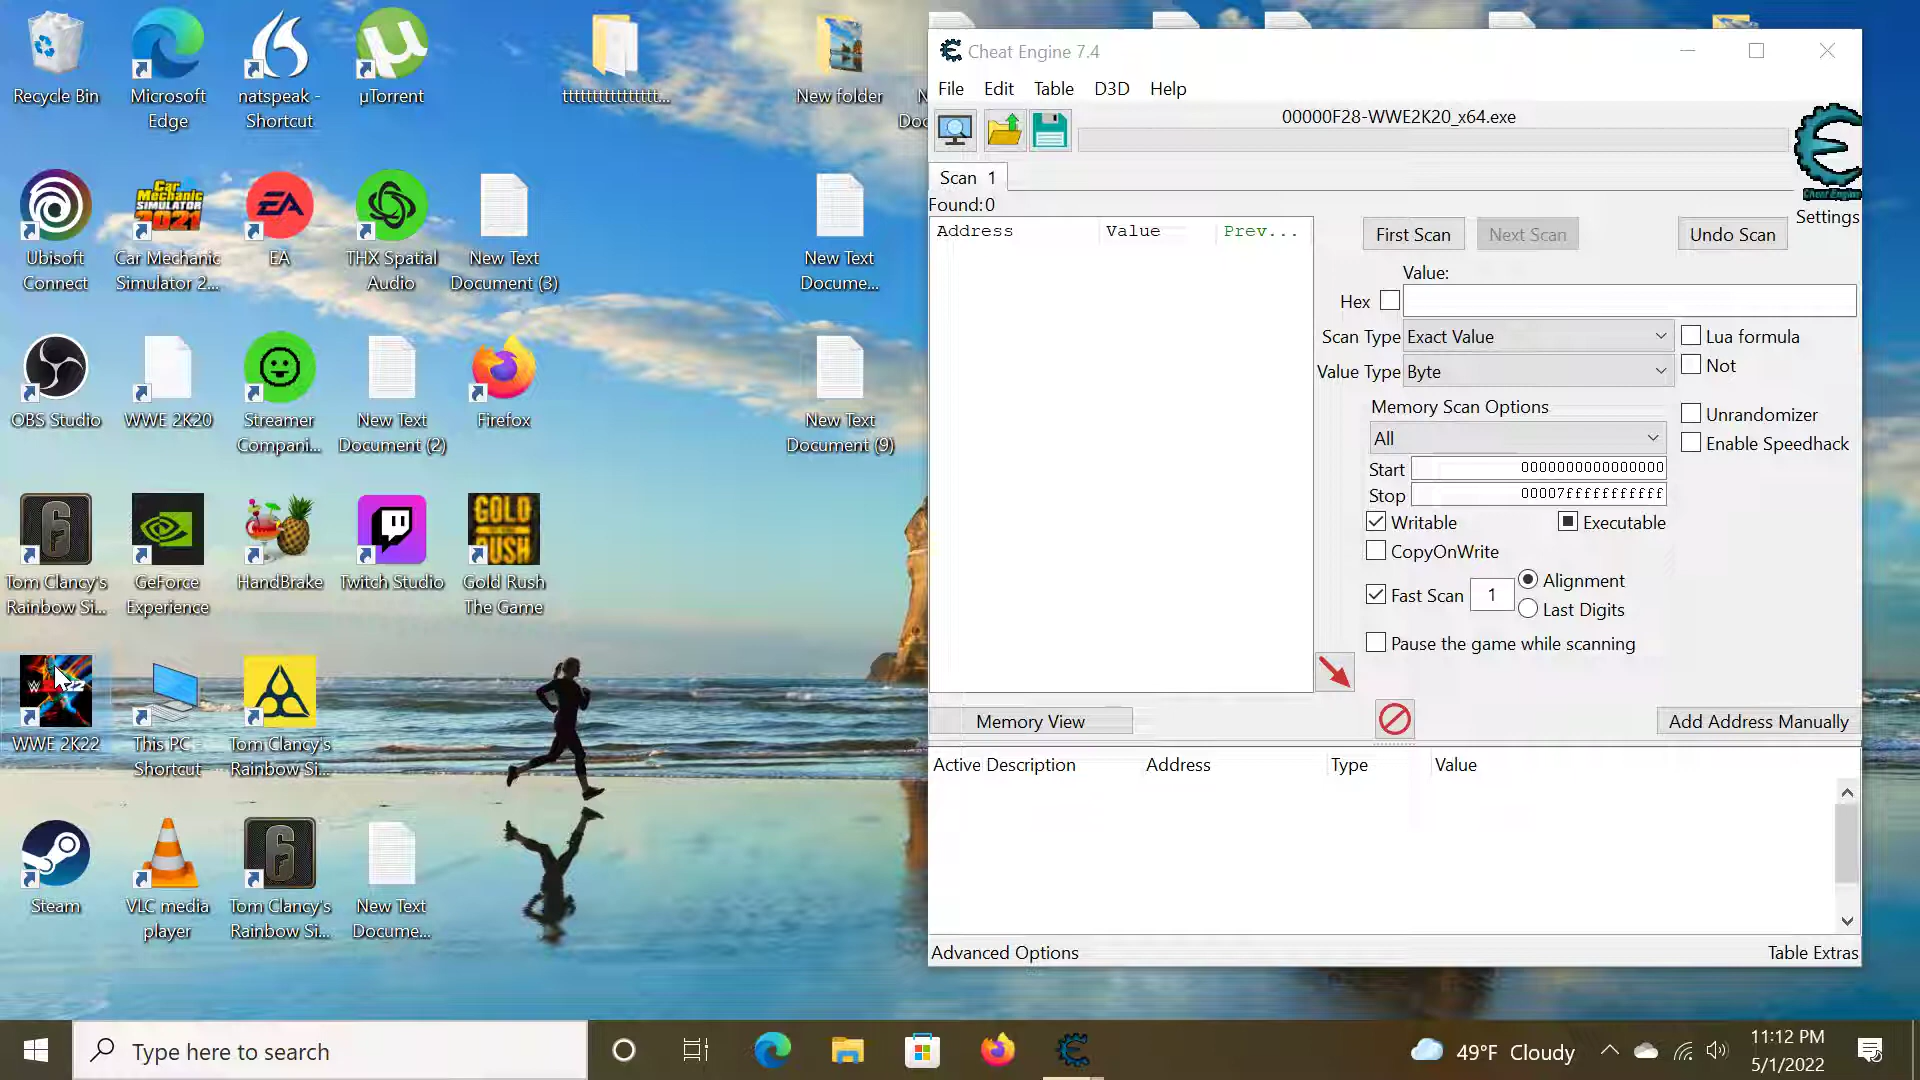 Recycle Bin
Microsoft
Edge
natspeak -
Shortcut
µTorrent
New folder
Ubisoft
Connect
Car Mechanic
Simulator 2...
EA
THX Spatial
Audio
New Text
Document (3)
New Text
Docume...
OBS Studio
WWE 2K20
Streamer
Compani...
New Text
Document (2)
Firefox
New Text
Document (9)
Tom Clancy's
Rainbow Si...
GeForce
Experience
HandBrake
Twitch Studio
GOLD
RUSH
Gold Rush
The Game
WWE 2K22
This PC -
Shortcut
Tom Clancy's
Rainbow Si...
Steam
VLC media
player
Tom Clancy's
Rainbow Si...
New Text
Docume...
Cheat Engine 7.4
File Edit Table D3D Help
00000F28-WWE2K20_x64.exe
Cheat Engine
Settings
Scan 1
Found:0
Address Value Prev...
First Scan Next Scan Undo Scan
Value:
Hex
Scan Type Exact Value Lua formula
Not
Value Type Byte
Memory Scan Options
All
Unrandomizer
Enable Speedhack
Start 0000000000000000
Stop 00007fffffffffff
Writable Executable
CopyOnWrite
Fast Scan 1 Alignment
Last Digits
Pause the game while scanning
Memory View Add Address Manually
Active Description Address Type Value
Advanced Options Table Extras
Type here to search
49°F Cloudy
11:12 PM
5/1/2022